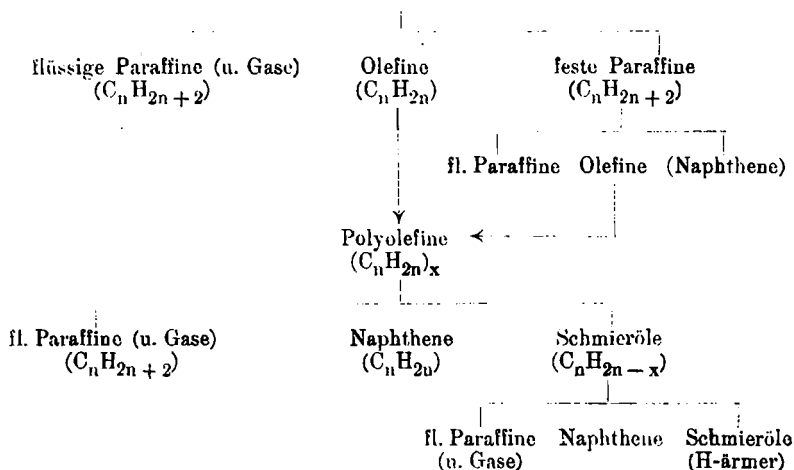 flüssige Paraffine (u. Gase) Olefine feste Paraffine
(CₙH₂ₙ₊₂) (CₙH₂ₙ) (CₙH₂ₙ₊₂)
fl. Paraffine Olefine (Naphthene)
Polyolefine
(CₙH₂ₙ)ₓ
fl. Paraffine (u. Gase) Naphthene Schmieröle
(CₙH₂ₙ₊₂) (CₙH₂ₙ) (CₙH₂ₙ₋ₓ)
fl. Paraffine Naphthene Schmieröle
(u. Gase) (H-ärmer)